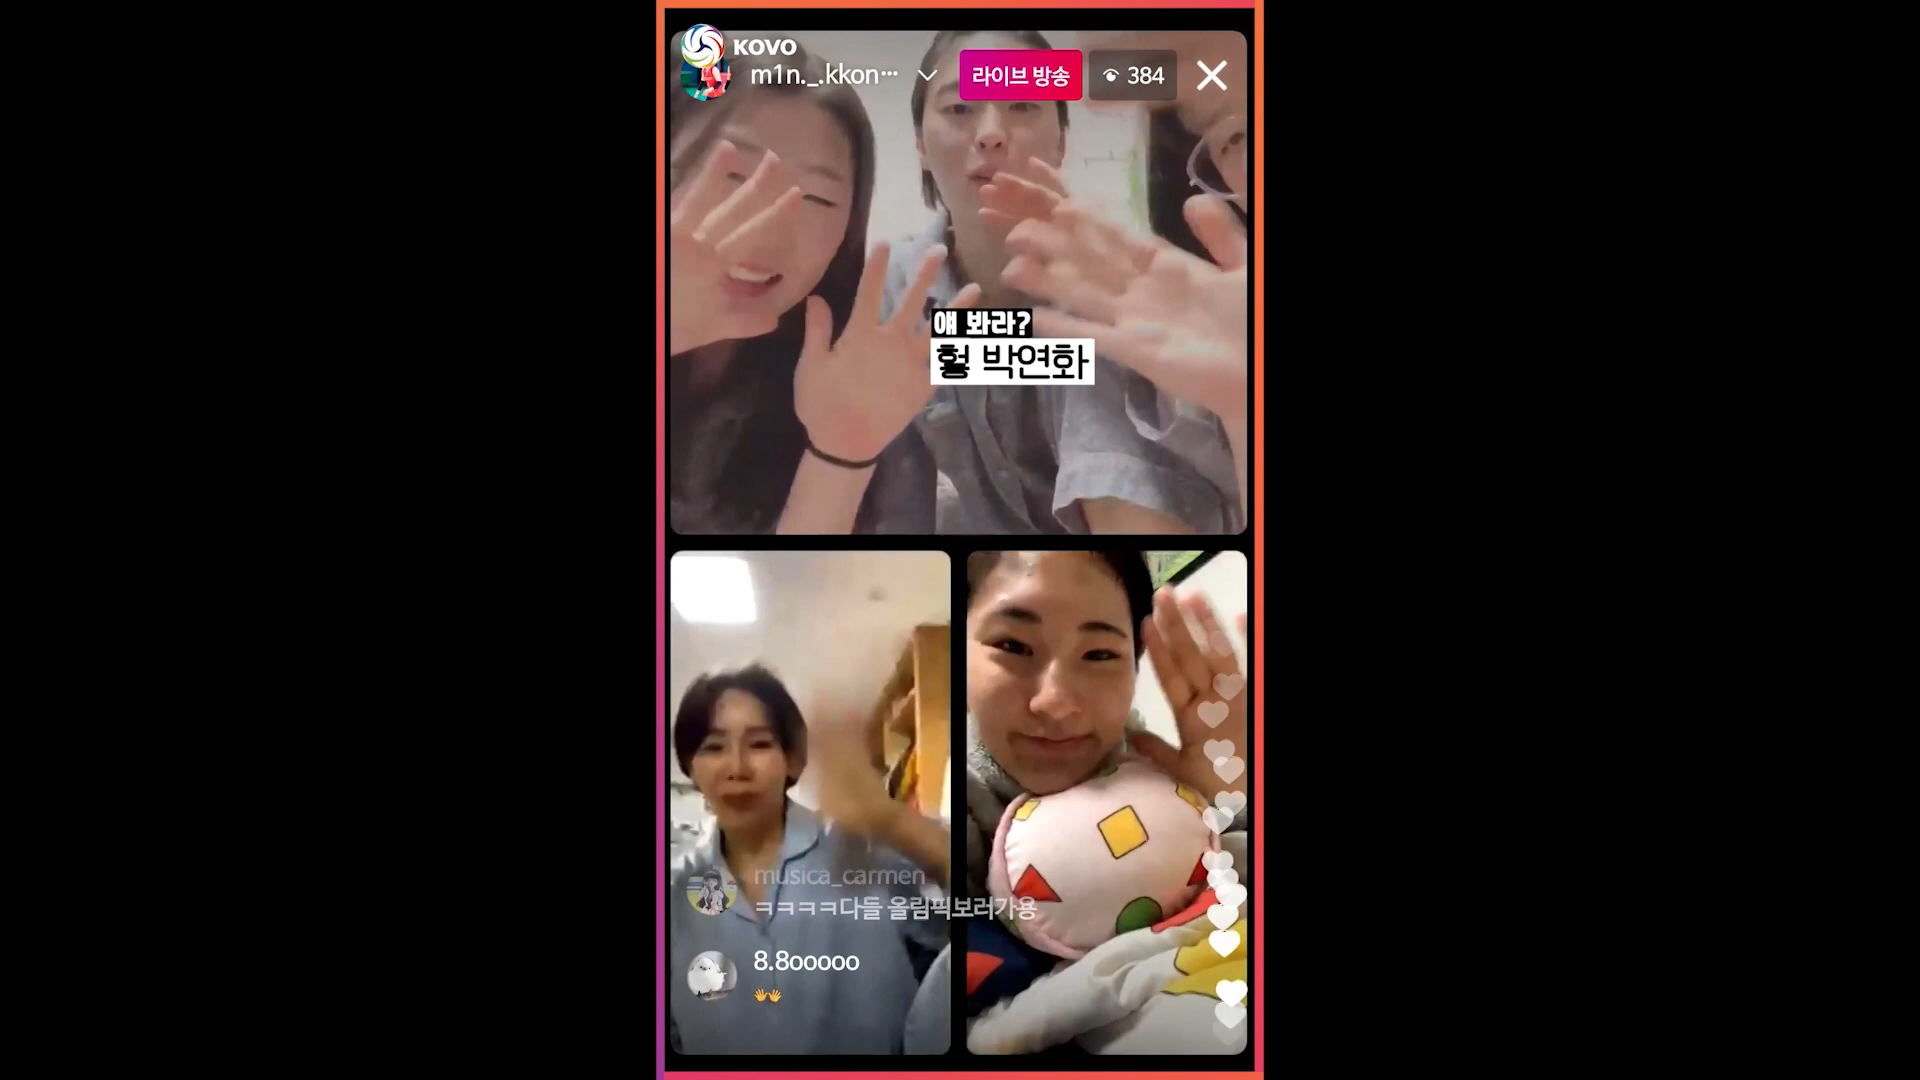 KOVO
m1n._.kkon...
라이브 방송
384
얘 봐라?
헐 박연화
musica_carmen
ㅋㅋㅋㅋ다들 올림픽보러가용
8.8ooooo